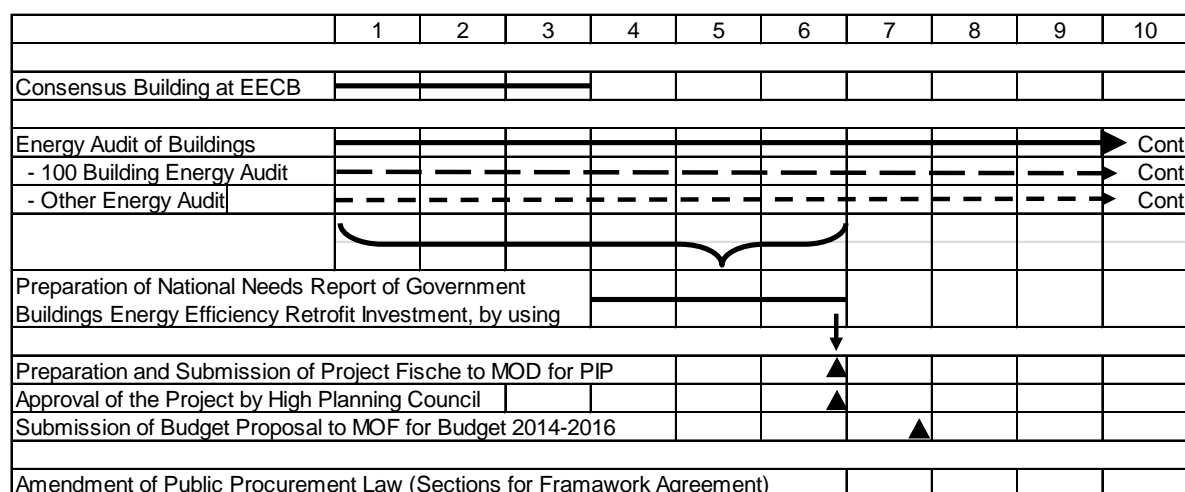 1 2 3 4 5 6 7 8 9 10
Consensus Building at EECB
Energy Audit of Buildings Cont
- 100 Building Energy Audit Cont
- Other Energy Audit Cont
Preparation of National Needs Report of Government
Buildings Energy Efficiency Retrofit Investment, by using
Preparation and Submission of Project Fische to MOD for PIP
Approval of the Project by High Planning Council
Submission of Budget Proposal to MOF for Budget 2014-2016
Amendment of Public Procurement Law (Sections for Framawork Agreement)